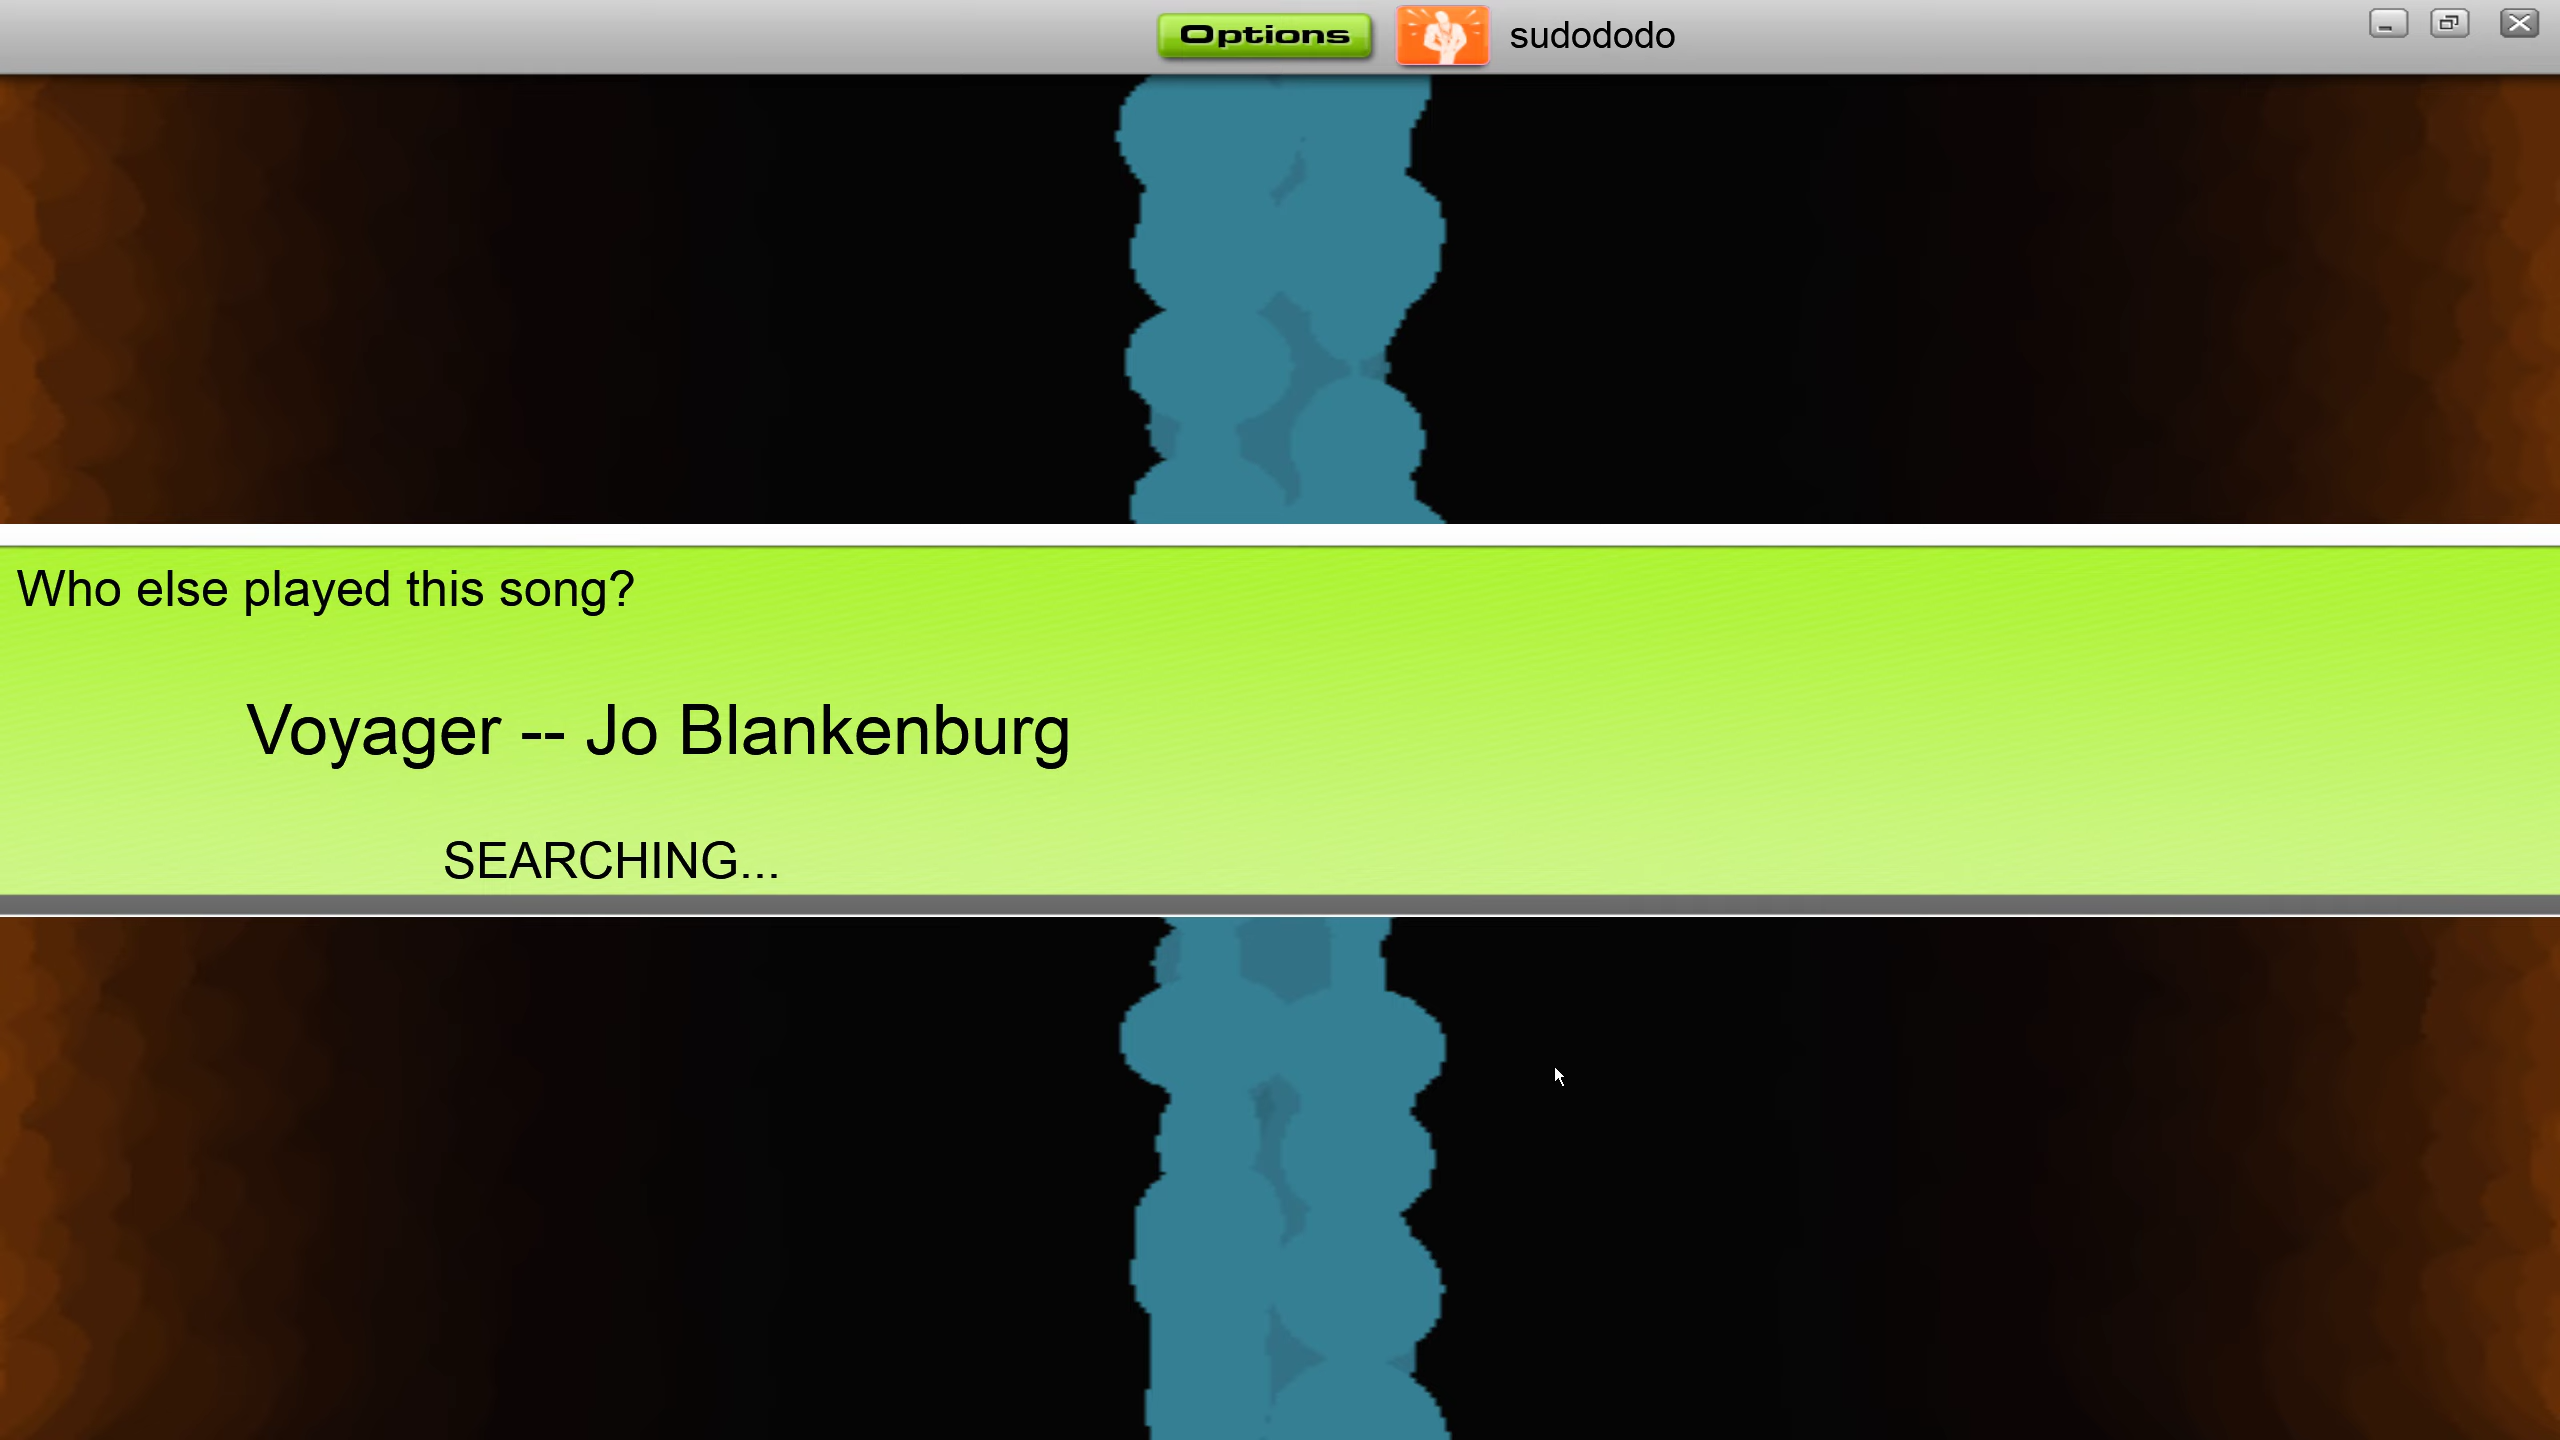 Options
sudododo
Who else played this song?
Voyager -- Jo Blankenburg
SEARCHING...